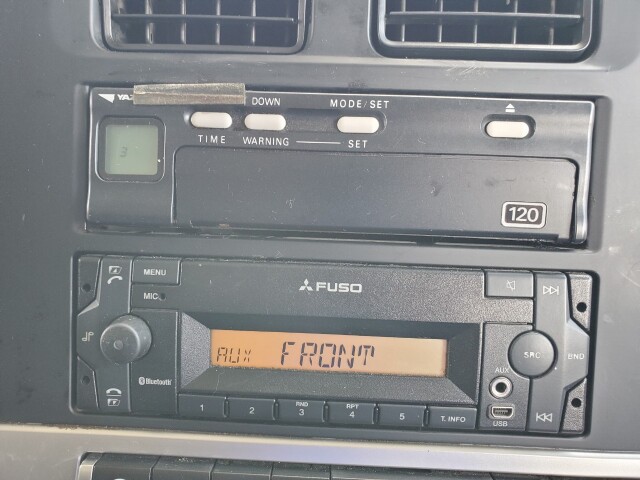 DOWN MODE/SET
TIME WARNING SET
3
120
MENU
FUSO
MIC
AUX FRONT
SRC
BND
AUX
Bluetooth
RND RPT
1 2 3 4 5 T. INFO
USB